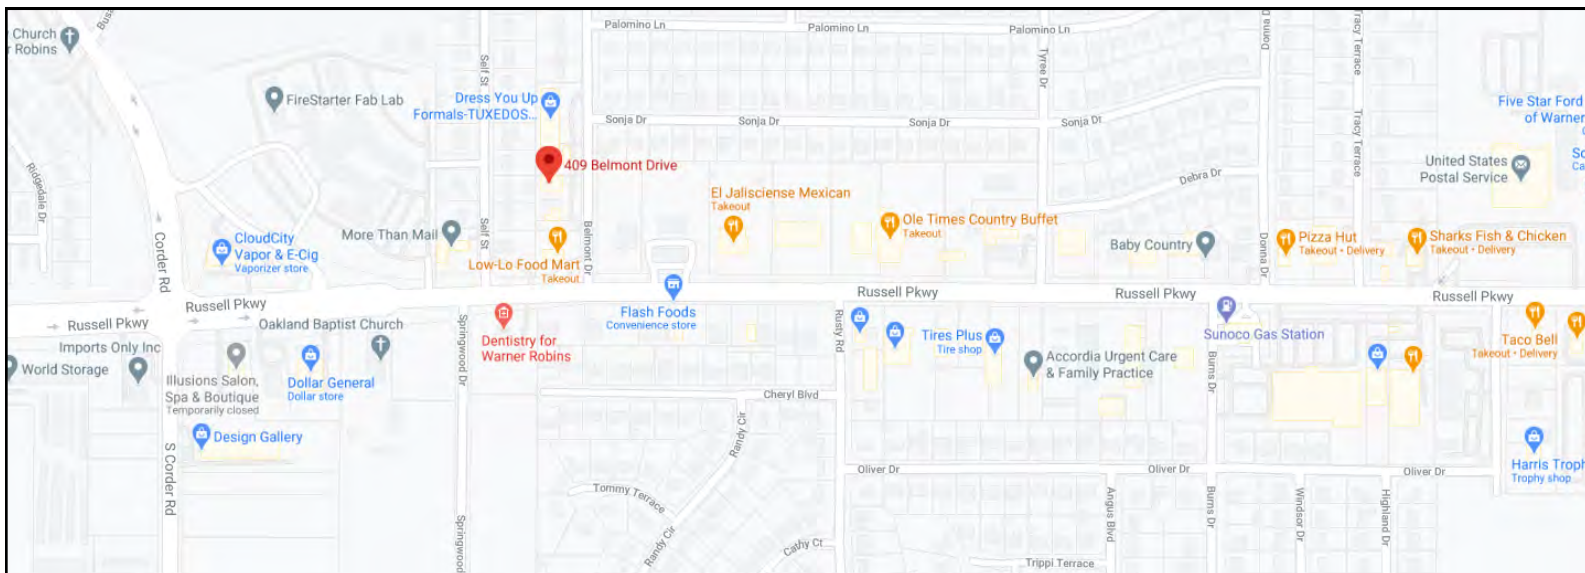 Church
r Robins
Bus
Palomino Ln
Palomino Ln
Palomino Ln
Self St
Tyree Dr
Donna D
Tracy Terrace
FireStarter Fab Lab
Dress You Up
Formals-TUXEDOS...
Sonja Dr
Sonja Dr
Sonja Dr
Sonja Dr
Tracy Terrace
Tracy Terrace
Five Star Ford
of Warner
409 Belmont Drive
Ridgedale Dr
Debra Dr
United States
Postal Service
So
Ca
El Jalisciense Mexican
Takeout
Ole Times Country Buffet
Takeout
Corder Rd
CloudCity
Vapor & E-Cig
Vaporizer store
More Than Mail
Self St
Low-Lo Food Mart
Takeout
Belmont Dr
Baby Country
Donna Dr
Pizza Hut
Takeout • Delivery
Sharks Fish & Chicken
Takeout • Delivery
Russell Pkwy
Russell Pkwy
Russell Pkwy
Russell Pkwy
Russell Pkwy
Flash Foods
Convenience store
Oakland Baptist Church
Imports Only Inc
World Storage
Illusions Salon,
Spa & Boutique
Temporarily closed
Dollar General
Dollar store
Springwood Dr
Dentistry for
Warner Robins
Rusty Rd
Tires Plus
Tire shop
Accordia Urgent Care
& Family Practice
Sunoco Gas Station
Burns Dr
Taco Bell
Takeout • Delivery
Cheryl Blvd
Randy Cir
Design Gallery
S Corder Rd
Oliver Dr
Oliver Dr
Oliver Dr
Harris Troph
Trophy shop
Tommy Terrace
Springwood
Randy Cir
Cathy Ct
Angus Blvd
Burns Dr
Windsor Dr
Highland Dr
Trippi Terrace